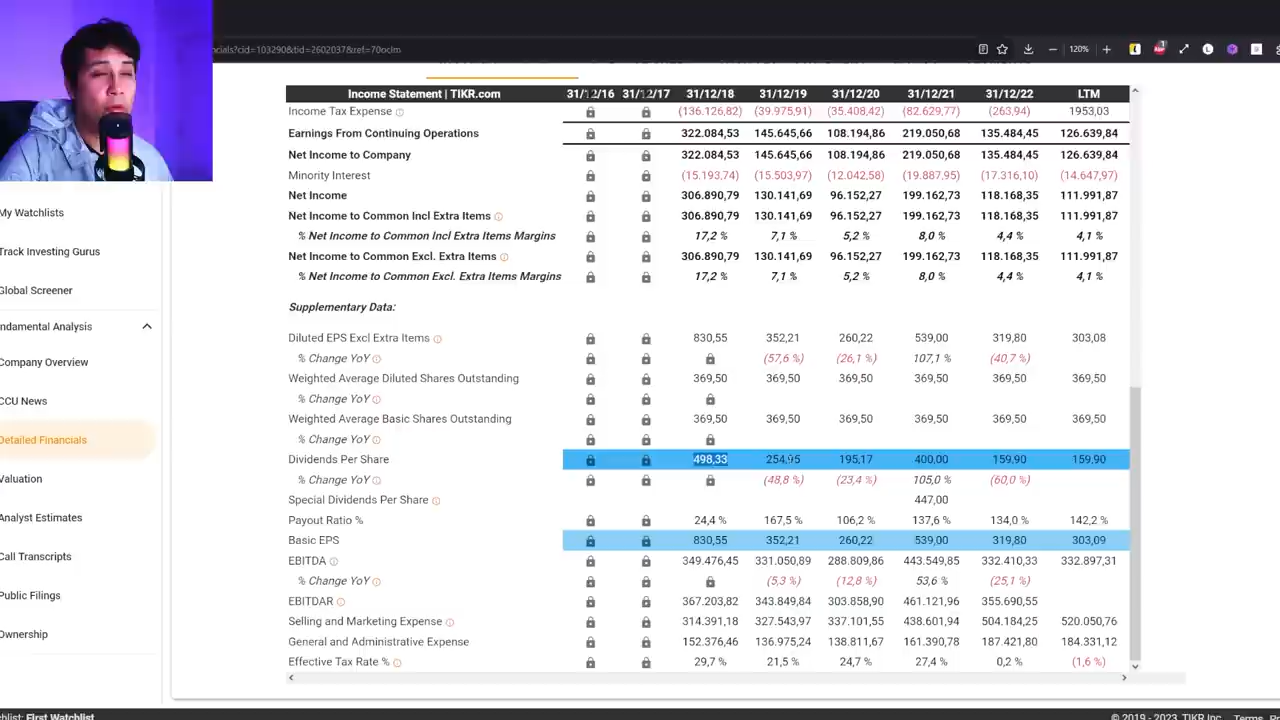 ncials?cid=103290&tid=2602037&ref=70oclm
120%
Income Statement | TIKR.com 31/12/16 31/12/17 31/12/18 31/12/19 31/12/20 31/12/21 31/12/22 LTM
Income Tax Expense (136.126,82) (39.975,91) (35.408,42) (82.629,77) (263,94) 1953,03
Earnings From Continuing Operations 322.084,53 145.645,66 108.194,86 219.050,68 135.484,45 126.639,84
Net Income to Company 322.084,53 145.645,66 108.194,86 219.050,68 135.484,45 126.639,84
Minority Interest (15.193,74) (15.503,97) (12.042,58) (19.887,95) (17.316,10) (14.647,97)
Net Income 306.890,79 130.141,69 96.152,27 199.162,73 118.168,35 111.991,87
Net Income to Common Incl Extra Items 306.890,79 130.141,69 96.152,27 199.162,73 118.168,35 111.991,87
% Net Income to Common Incl Extra Items Margins 17,2 % 7,1 % 5,2 % 8,0 % 4,4 % 4,1 %
Net Income to Common Excl. Extra Items 306.890,79 130.141,69 96.152,27 199.162,73 118.168,35 111.991,87
% Net Income to Common Excl. Extra Items Margins 17,2 % 7,1 % 5,2 % 8,0 % 4,4 % 4,1 %
Supplementary Data:
Diluted EPS Excl Extra Items 830,55 352,21 260,22 539,00 319,80 303,08
% Change YoY (57,6 %) (26,1 %) 107,1 % (40,7 %)
Weighted Average Diluted Shares Outstanding 369,50 369,50 369,50 369,50 369,50 369,50
% Change YoY
Weighted Average Basic Shares Outstanding 369,50 369,50 369,50 369,50 369,50 369,50
% Change YoY
Dividends Per Share 498,33 254,95 195,17 400,00 159,90 159,90
% Change YoY (48,8 %) (23,4 %) 105,0 % (60,0 %)
Special Dividends Per Share 447,00
Payout Ratio % 24,4 % 167,5 % 106,2 % 137,6 % 134,0 % 142,2 %
Basic EPS 830,55 352,21 260,22 539,00 319,80 303,09
EBITDA 349.476,45 331.050,89 288.809,86 443.549,85 332.410,33 332.897,31
% Change YoY (5,3 %) (12,8 %) 53,6 % (25,1 %)
EBITDAR 367.203,82 343.849,84 303.858,90 461.121,96 355.690,55
Selling and Marketing Expense 314.391,18 327.543,97 337.101,55 438.601,94 504.184,25 520.050,76
General and Administrative Expense 152.376,46 136.975,24 138.811,67 161.390,78 187.421,80 184.331,12
Effective Tax Rate % 29,7 % 21,5 % 24,7 % 27,4 % 0,2 % (1,6 %)
My Watchlists
Track Investing Gurus
Global Screener
ndamental Analysis
Company Overview
CCU News
Detailed Financials
Valuation
Analyst Estimates
Call Transcripts
Public Filings
Ownership
chlist: First Watchlist
© 2019 - 2023, TIKR Inc. Terms